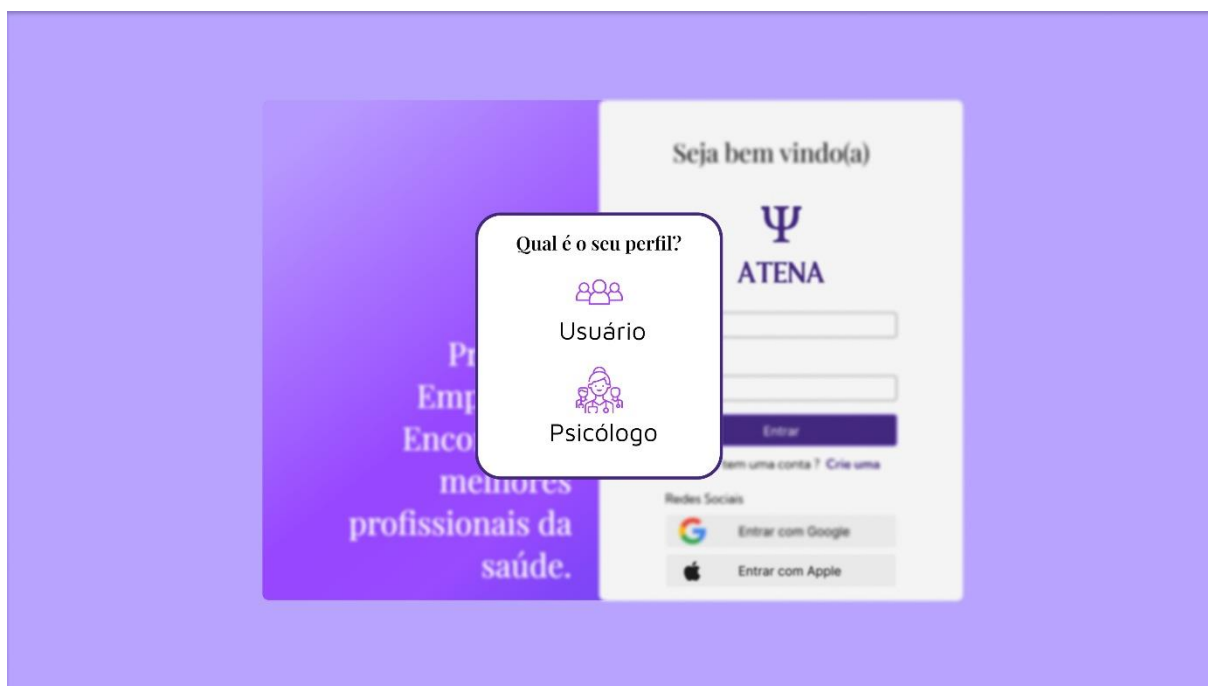 Seja bem vindo(a)
Ψ
ATENA
Qual é o seu perfil?
Usuário
Psicólogo
melhores
profissionais da
saúde.
Entrar
tem uma conta ? Crie uma
Redes Sociais
Entrar com Google
Entrar com Apple